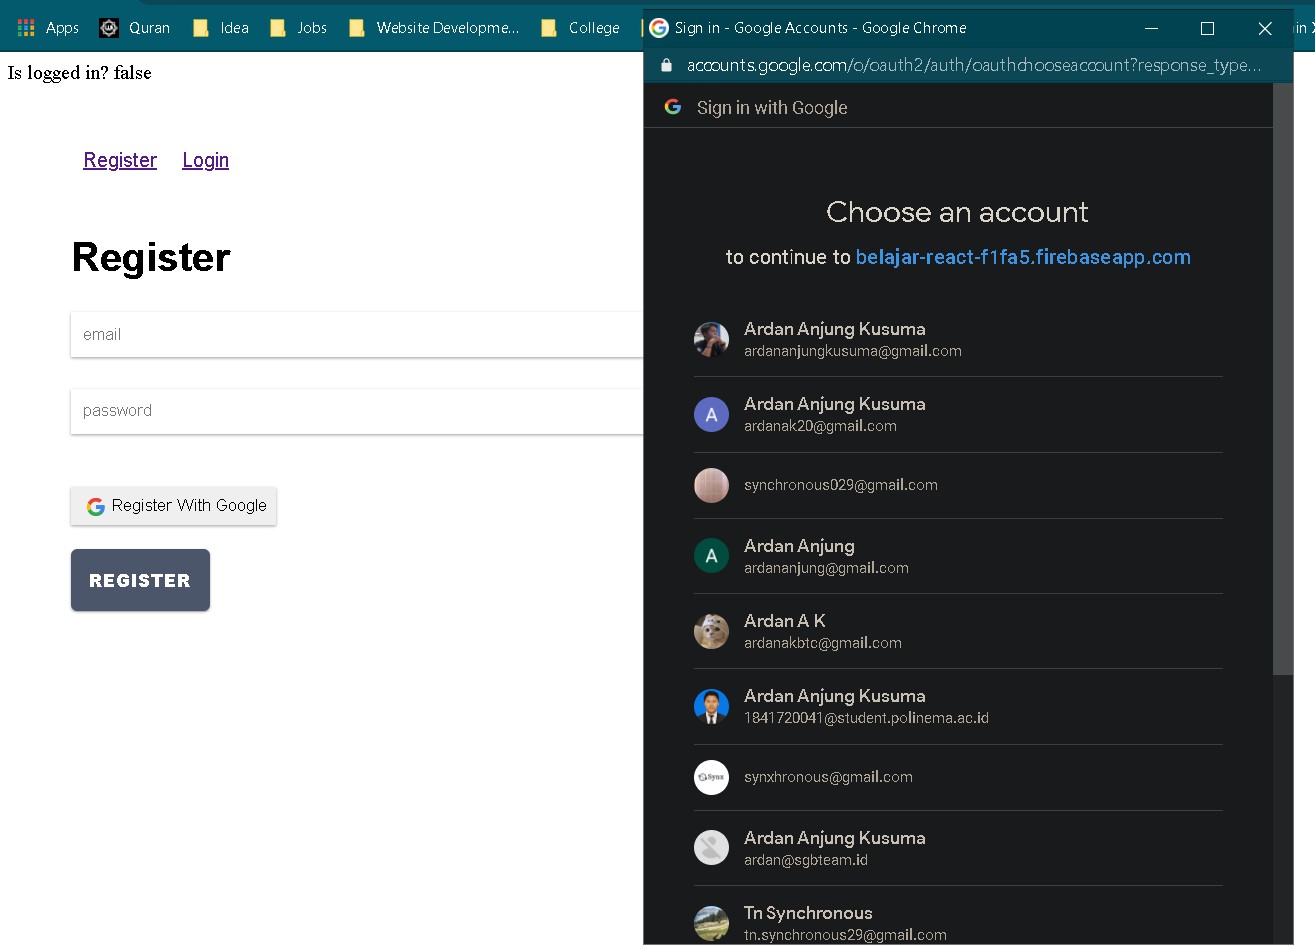 Apps Quran Idea Jobs Website Developme... College
Is logged in? false
Register Login
Register
email
password
Register With Google
REGISTER
Sign in - Google Accounts - Google Chrome
accounts.google.com/o/oauth2/auth/oauthchooseaccount?response_type...
Sign in with Google
Choose an account
to continue to belajar-react-f1fa5.firebaseapp.com
Ardan Anjung Kusuma
ardananjungkusuma@gmail.com
A
Ardan Anjung Kusuma
ardanak20@gmail.com
synchronous029@gmail.com
A
Ardan Anjung
ardananjung@gmail.com
Ardan A K
ardanakbtc@gmail.com
Ardan Anjung Kusuma
1841720041@student.polinema.ac.id
Synx
synxhronous@gmail.com
Ardan Anjung Kusuma
ardan@sgbteam.id
Tn Synchronous
tn.synchronous29@gmail.com